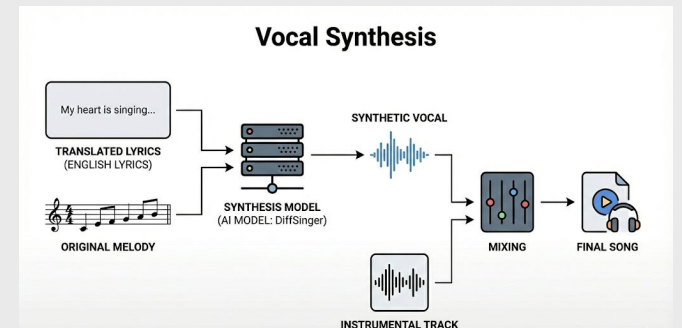 Vocal Synthesis
My heart is singing...
TRANSLATED LYRICS
(ENGLISH LYRICS)
ORIGINAL MELODY
SYNTHESIS MODEL
(AI MODEL: DiffSinger)
SYNTHETIC VOCAL
INSTRUMENTAL TRACK
MIXING
FINAL SONG